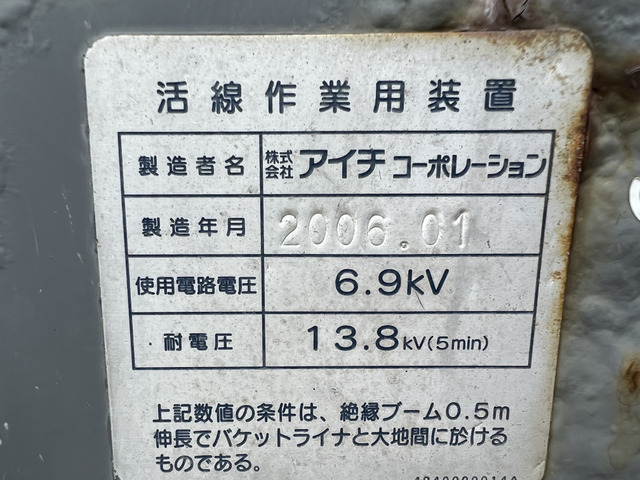 活線作業用装置
製造者名 株式会社 アイチ コーポレーション
製造年月 2006.01
使用電路電圧 6.9kV
耐電圧 13.8kV(5min)
上記数値の条件は、絶縁ブーム0.5m
伸長でバケットライナと大地間に於ける
ものである。